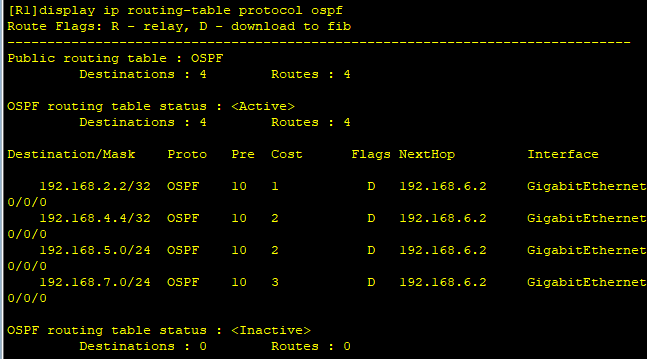 [R1]display ip routing-table protocol ospf
Route Flags: R - relay, D - download to fib
------------------------------------------------------------------------------
Public routing table : OSPF
         Destinations : 4        Routes : 4

OSPF routing table status : <Active>
         Destinations : 4        Routes : 4

Destination/Mask    Proto   Pre  Cost      Flags NextHop         Interface

    192.168.2.2/32  OSPF    10   1           D   192.168.6.2     GigabitEthernet
0/0/0
    192.168.4.4/32  OSPF    10   2           D   192.168.6.2     GigabitEthernet
0/0/0
    192.168.5.0/24  OSPF    10   2           D   192.168.6.2     GigabitEthernet
0/0/0
    192.168.7.0/24  OSPF    10   3           D   192.168.6.2     GigabitEthernet
0/0/0

OSPF routing table status : <Inactive>
         Destinations : 0        Routes : 0